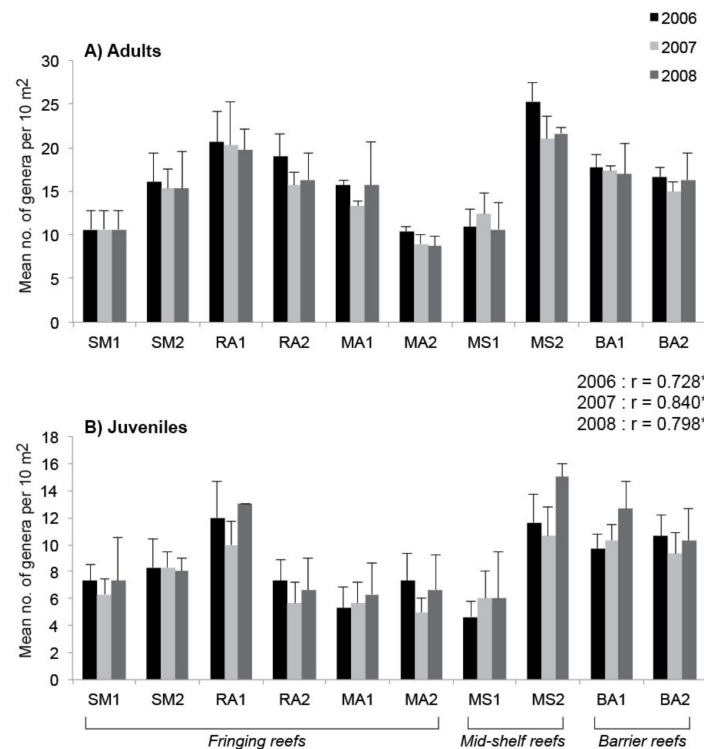 2006
2007
2008
A) Adults
Mean no. of genera per 10 m2
30
25
20
15
10
5
0
SM1 SM2 RA1 RA2 MA1 MA2 MS1 MS2 BA1 BA2
2006 : r = 0.728*
2007 : r = 0.840*
2008 : r = 0.798*
B) Juveniles
Mean no. of genera per 10 m2
18
16
14
12
10
8
6
4
2
0
SM1 SM2 RA1 RA2 MA1 MA2 MS1 MS2 BA1 BA2
Fringing reefs Mid-shelf reefs Barrier reefs